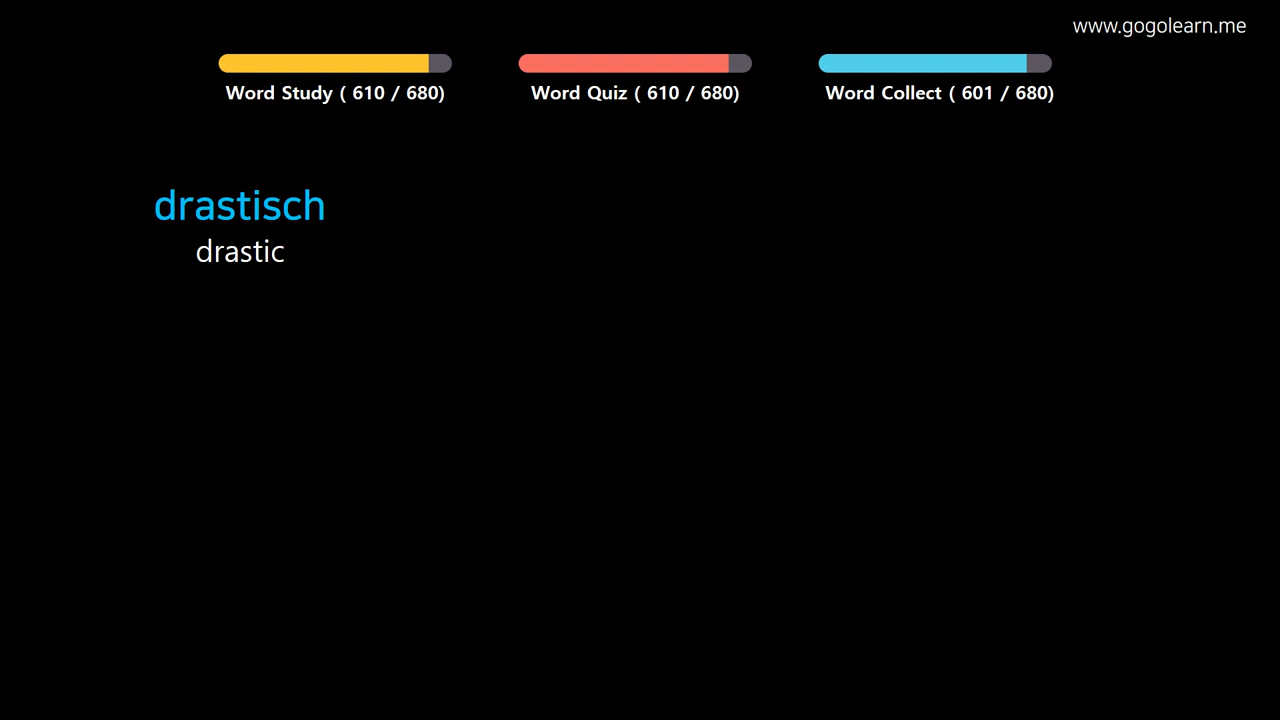 www.gogolearn.me
Word Study ( 610 / 680)
Word Quiz ( 610 / 680)
Word Collect ( 601 / 680)
drastisch
drastic